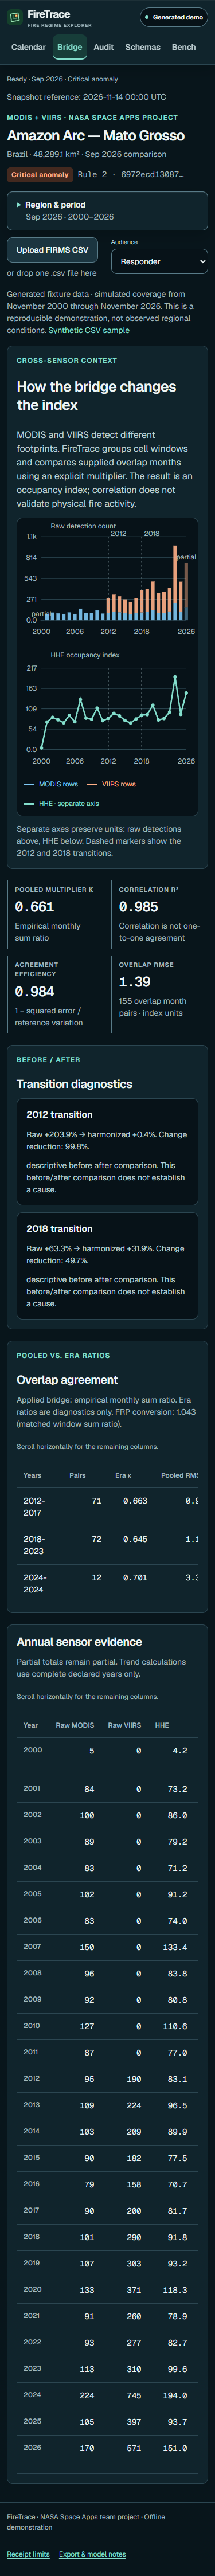 FireTrace
FIRE REGIME EXPLORER
Generated demo
Calendar Bridge Audit Schemas Bench
Ready · Sep 2026 · Critical anomaly
Snapshot reference: 2026-11-14 00:00 UTC
MODIS + VIIRS · NASA SPACE APPS PROJECT
Amazon Arc — Mato Grosso
Brazil · 48,289.1 km² · Sep 2026 comparison
Critical anomaly Rule 2 · 6972ecd13087…
Region & period
Sep 2026 · 2000–2026
Upload FIRMS CSV
or drop one .csv file here
Audience
Responder
Generated fixture data · simulated coverage from
November 2000 through November 2026. This is a
reproducible demonstration, not observed regional
conditions. Synthetic CSV sample
CROSS-SENSOR CONTEXT
How the bridge changes
the index
MODIS and VIIRS detect different
footprints. FireTrace groups cell windows
and compares supplied overlap months
using an explicit multiplier. The result is an
occupancy index; correlation does not
validate physical fire activity.
Raw detection count
2012 2018
1.1k
814
partial
543
271
partial
0.0
2000 2006 2012 2018 2026
HHE occupancy index
217
163
109
54
0.0
2000 2006 2012 2018 2026
MODIS rows VIIRS rows
HHE · separate axis
Separate axes preserve units: raw detections
above, HHE below. Dashed markers show the
2012 and 2018 transitions.
POOLED MULTIPLIER K
0.661
Empirical monthly
sum ratio
CORRELATION R²
0.985
Correlation is not one-
to-one agreement
AGREEMENT
EFFICIENCY
0.984
1 − squared error /
reference variation
OVERLAP RMSE
1.39
155 overlap month
pairs · index units
BEFORE / AFTER
Transition diagnostics
2012 transition
Raw +203.9% → harmonized +0.4%. Change
reduction: 99.8%.
descriptive before after comparison. This
before/after comparison does not establish
a cause.
2018 transition
Raw +63.3% → harmonized +31.9%. Change
reduction: 49.7%.
descriptive before after comparison. This
before/after comparison does not establish
a cause.
POOLED VS. ERA RATIOS
Overlap agreement
Applied bridge: empirical monthly sum ratio. Era
ratios are diagnostics only. FRP conversion: 1.043
(matched window sum ratio).
Scroll horizontally for the remaining columns.
Years Pairs Era κ Pooled RMS
2012-
2017 71 0.663 0.9
2018-
2023 72 0.645 1.1
2024-
2024 12 0.701 3.3
Annual sensor evidence
Partial totals remain partial. Trend calculations
use complete declared years only.
Scroll horizontally for the remaining columns.
Year Raw MODIS Raw VIIRS HHE
2000 5 0 4.2
2001 84 0 73.2
2002 100 0 86.0
2003 89 0 79.2
2004 83 0 71.2
2005 102 0 91.2
2006 83 0 74.0
2007 150 0 133.4
2008 96 0 83.8
2009 92 0 80.8
2010 127 0 110.6
2011 87 0 77.0
2012 95 190 83.1
2013 109 224 96.5
2014 103 209 89.9
2015 90 182 77.5
2016 79 158 70.7
2017 90 200 81.7
2018 101 290 91.8
2019 107 303 93.2
2020 133 371 118.3
2021 91 260 78.9
2022 93 277 82.7
2023 113 310 99.6
2024 224 745 194.0
2025 105 397 93.7
2026 170 571 151.0
FireTrace · NASA Space Apps team project · Offline
demonstration
Receipt limits Export & model notes